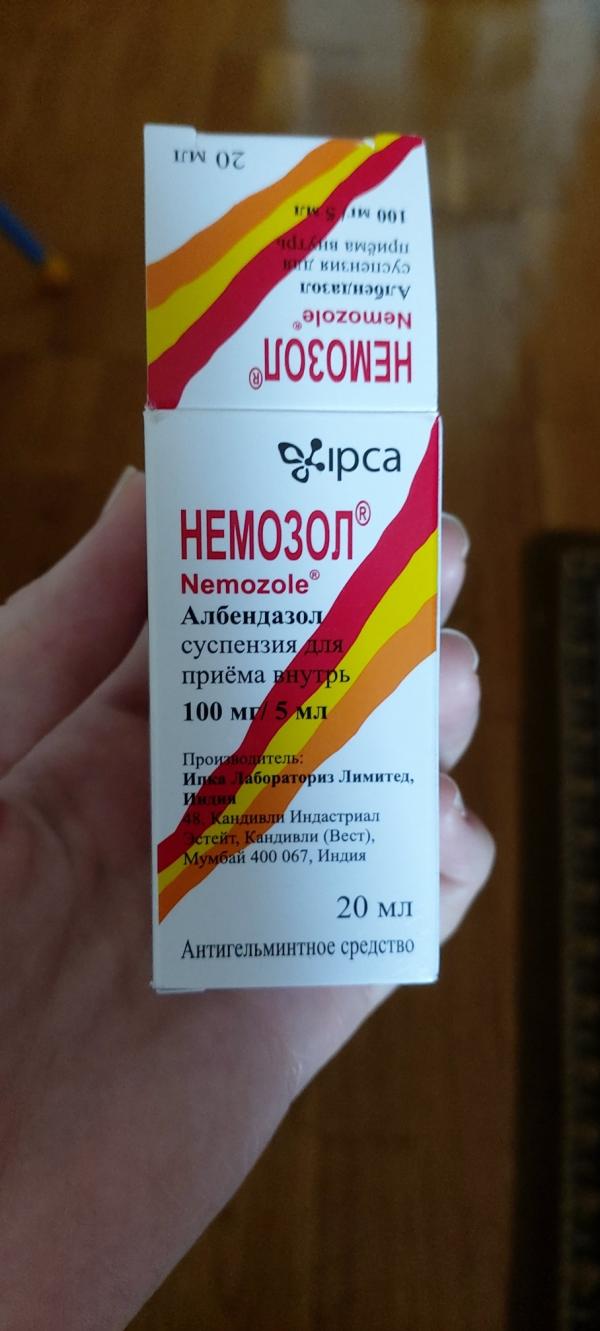 20 мл
100 мг/ 5 мл
приёма внутрь
суспензия для
Албендазол
Nemozole®
НЕМОЗОЛ®
ipca
НЕМОЗОЛ®
Nemozole®
Албендазол
суспензия для
приёма внутрь
100 мг/ 5 мл
Производитель:
Ипка Лабораториз Лимитед,
Индия
48, Кандивли Индастриал
Эстейт, Кандивли (Вест),
Мумбай 400 067, Индия
20 мл
Антигельминтное средство